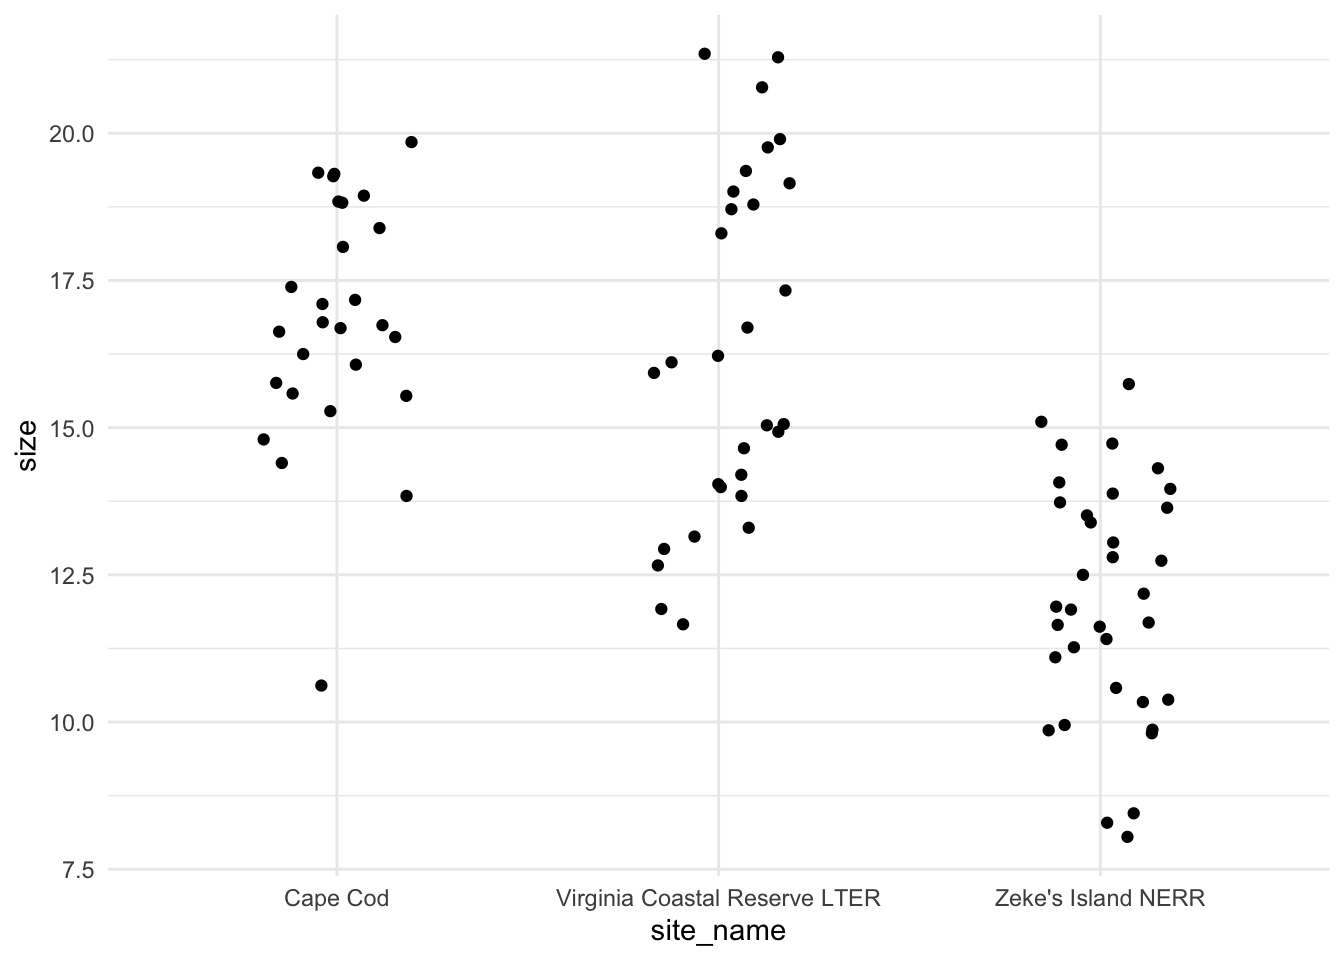 20.0
17.5
15.0
12.5
10.0
7.5
size
Cape Cod
Virginia Coastal Reserve LTER
Zeke's Island NERR
site_name